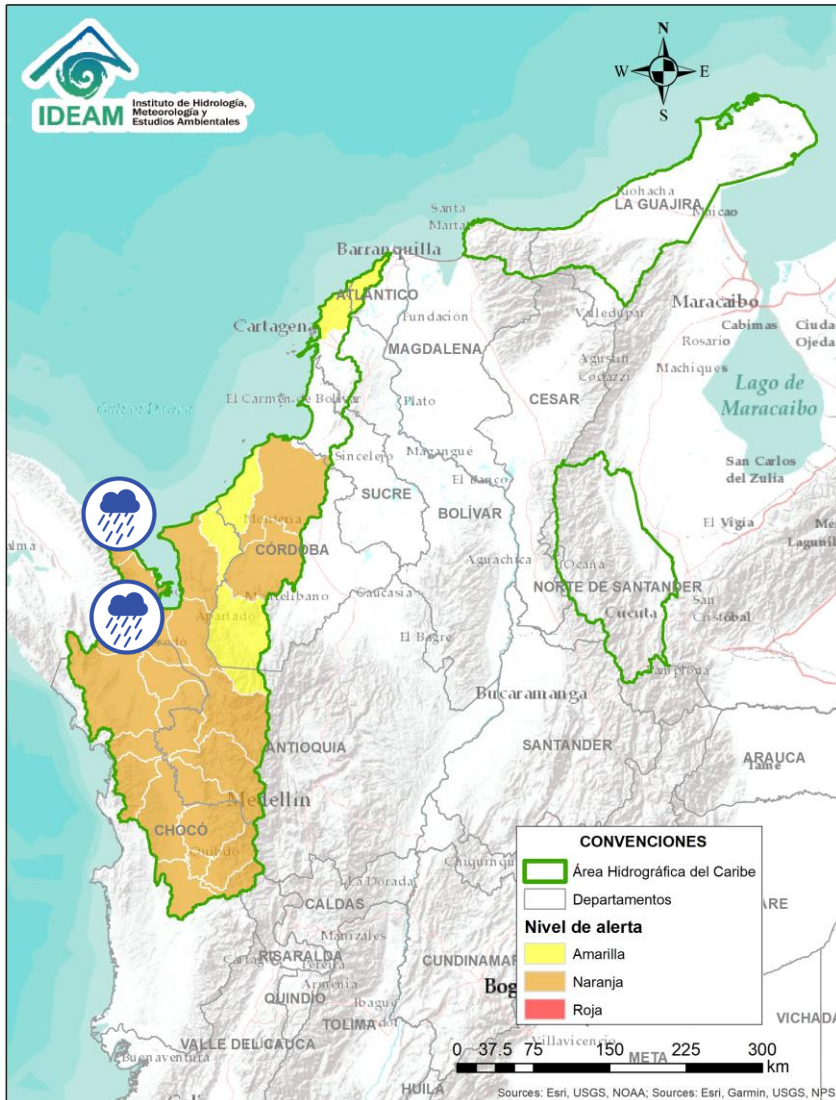 IDEAM
Instituto de Hidrología,
Meteorología y
Estudios Ambientales
N
W
E
S
Riohacha
LA GUAJIRA
Maicao
Santa
Marta
Barranquilla
ATLÁNTICO
Maracaibo
Cartagena
Fundación
Valledupar
Cabimas
Ciudad
Ojeda
Rosario
MAGDALENA
Machiques
Agustín
Codazzi
CESAR
Lago de
Maracaibo
El Carmen de Bolívar
Plato
Sincelejo
Magangué
San Carlos
del Zulia
El Banco
SUCRE
BOLÍVAR
Montería
El Vigía
CÓRDOBA
Aguachica
Ocaña
NORTE DE SANTANDER
Montelíbano
Caucasia
Apartadó
Cúcuta
San
Cristóbal
El Bagre
Pamplona
Bucaramanga
ANTIOQUIA
SANTANDER
ARAUCA
Tame
Medellín
CHOCÓ
Quibdó
La Dorada
CALDAS
Manizales
RISARALDA
Pereira
CUNDINAMAR
Armenia
QUINDÍO
Ibagué
Bog
TOLIMA
VICHADA
VALLE DEL CAUCA
Buenaventura
Villavicencio
META
HUILA
CONVENCIONES
Área Hidrográfica del Caribe
Departamentos
Nivel de alerta
Amarilla
Naranja
Roja
0 37.5 75 150 225 300
km
Sources: Esri, USGS, NOAA; Sources: Esri, Garmin, USGS, NPS